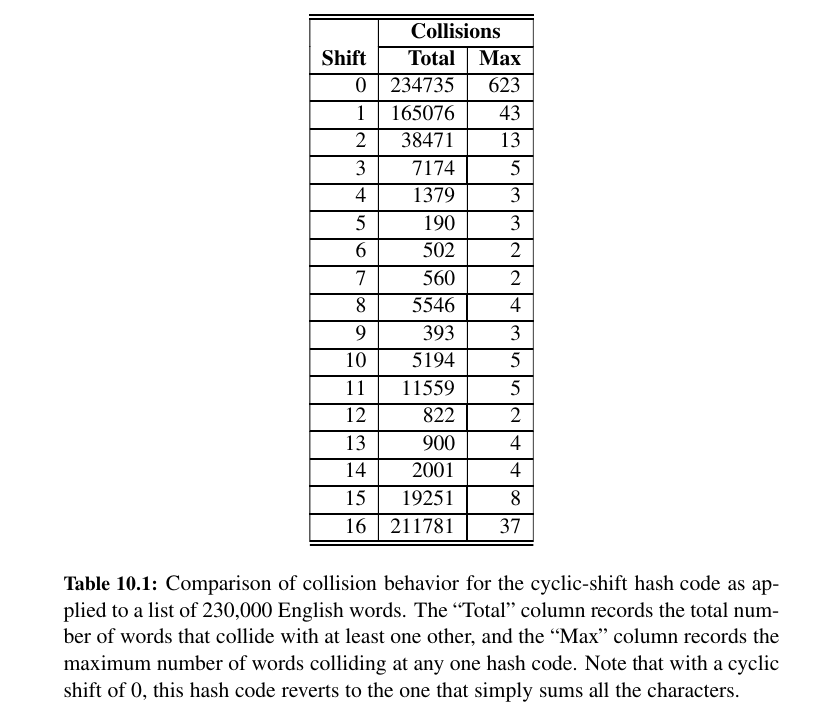 Collisions
Shift Total Max
0 234735 623
1 165076 43
2 38471 13
3 7174 5
4 1379 3
5 190 3
6 502 2
7 560 2
8 5546 4
9 393 3
10 5194 5
11 11559 5
12 822 2
13 900 4
14 2001 4
15 19251 8
16 211781 37
Table 10.1: Comparison of collision behavior for the cyclic-shift hash code as ap-
plied to a list of 230,000 English words. The “Total” column records the total num-
ber of words that collide with at least one other, and the “Max” column records the
maximum number of words colliding at any one hash code. Note that with a cyclic
shift of 0, this hash code reverts to the one that simply sums all the characters.